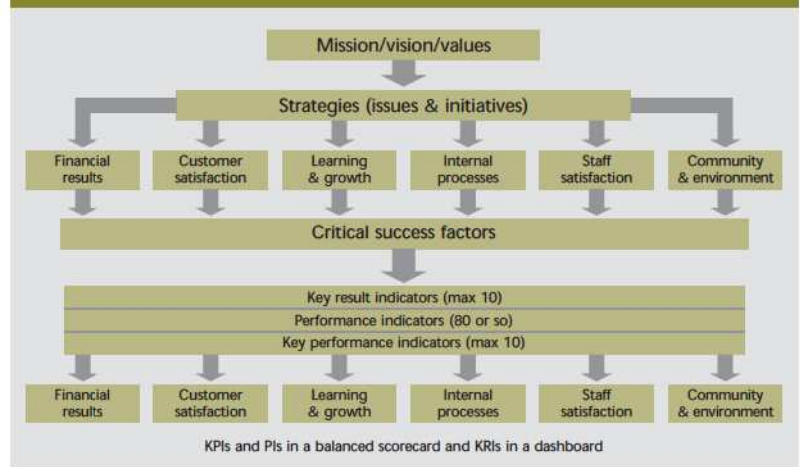 Mission/vision/values
Strategies (issues & initiatives)
Financial
results
Customer
satisfaction
Learning
& growth
Internal
processes
Staff
satisfaction
Community
& environment
Critical success factors
Key result indicators (max 10)
Performance indicators (80 or so)
Key performance indicators (max 10)
Financial
results
Customer
satisfaction
Learning
& growth
Internal
processes
Staff
satisfaction
Community
& environment
KPIs and PIs in a balanced scorecard and KRIs in a dashboard